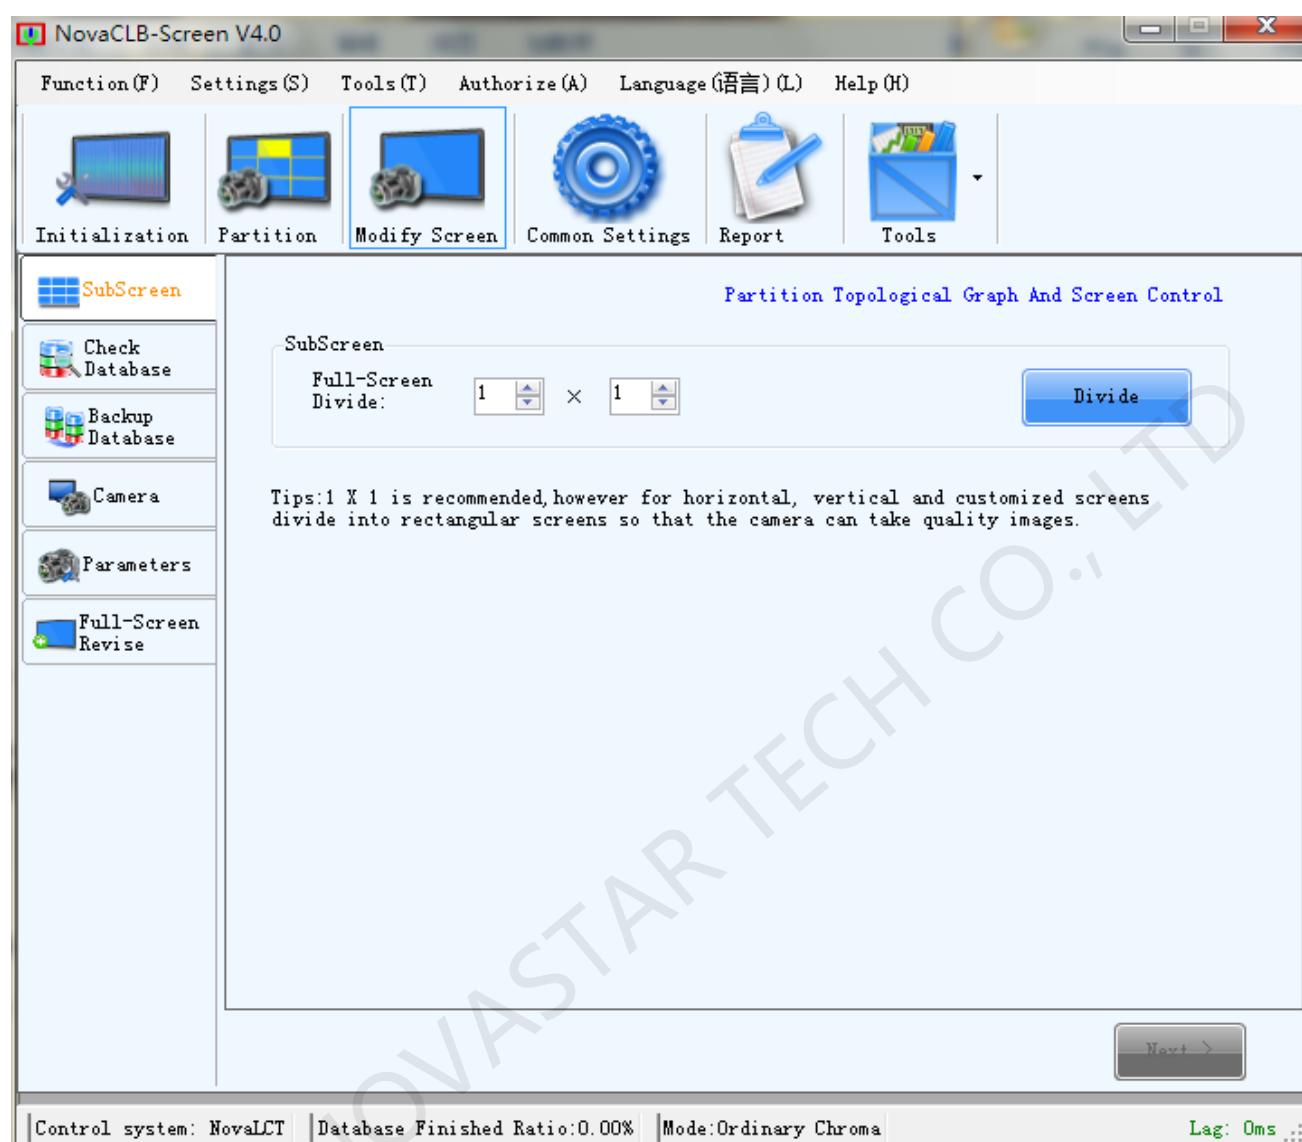 NovaCLB-Screen V4.0
Function(F) Settings(S) Tools(T) Authorize(A) Language(语言)(L) Help(H)
Initialization Partition Modify Screen Common Settings Report Tools
SubScreen
Check
Database
Backup
Database
Camera
Parameters
Full-Screen
Revise
Partition Topological Graph And Screen Control
SubScreen
Full-Screen
Divide: 1 × 1 Divide
Tips:1 X 1 is recommended,however for horizontal, vertical and customized screens
divide into rectangular screens so that the camera can take quality images.
Next >
Control system: NovaLCT Database Finished Ratio:0.00% Mode:Ordinary Chroma Lag: 0ms
NOVASTAR TECH CO., LTD